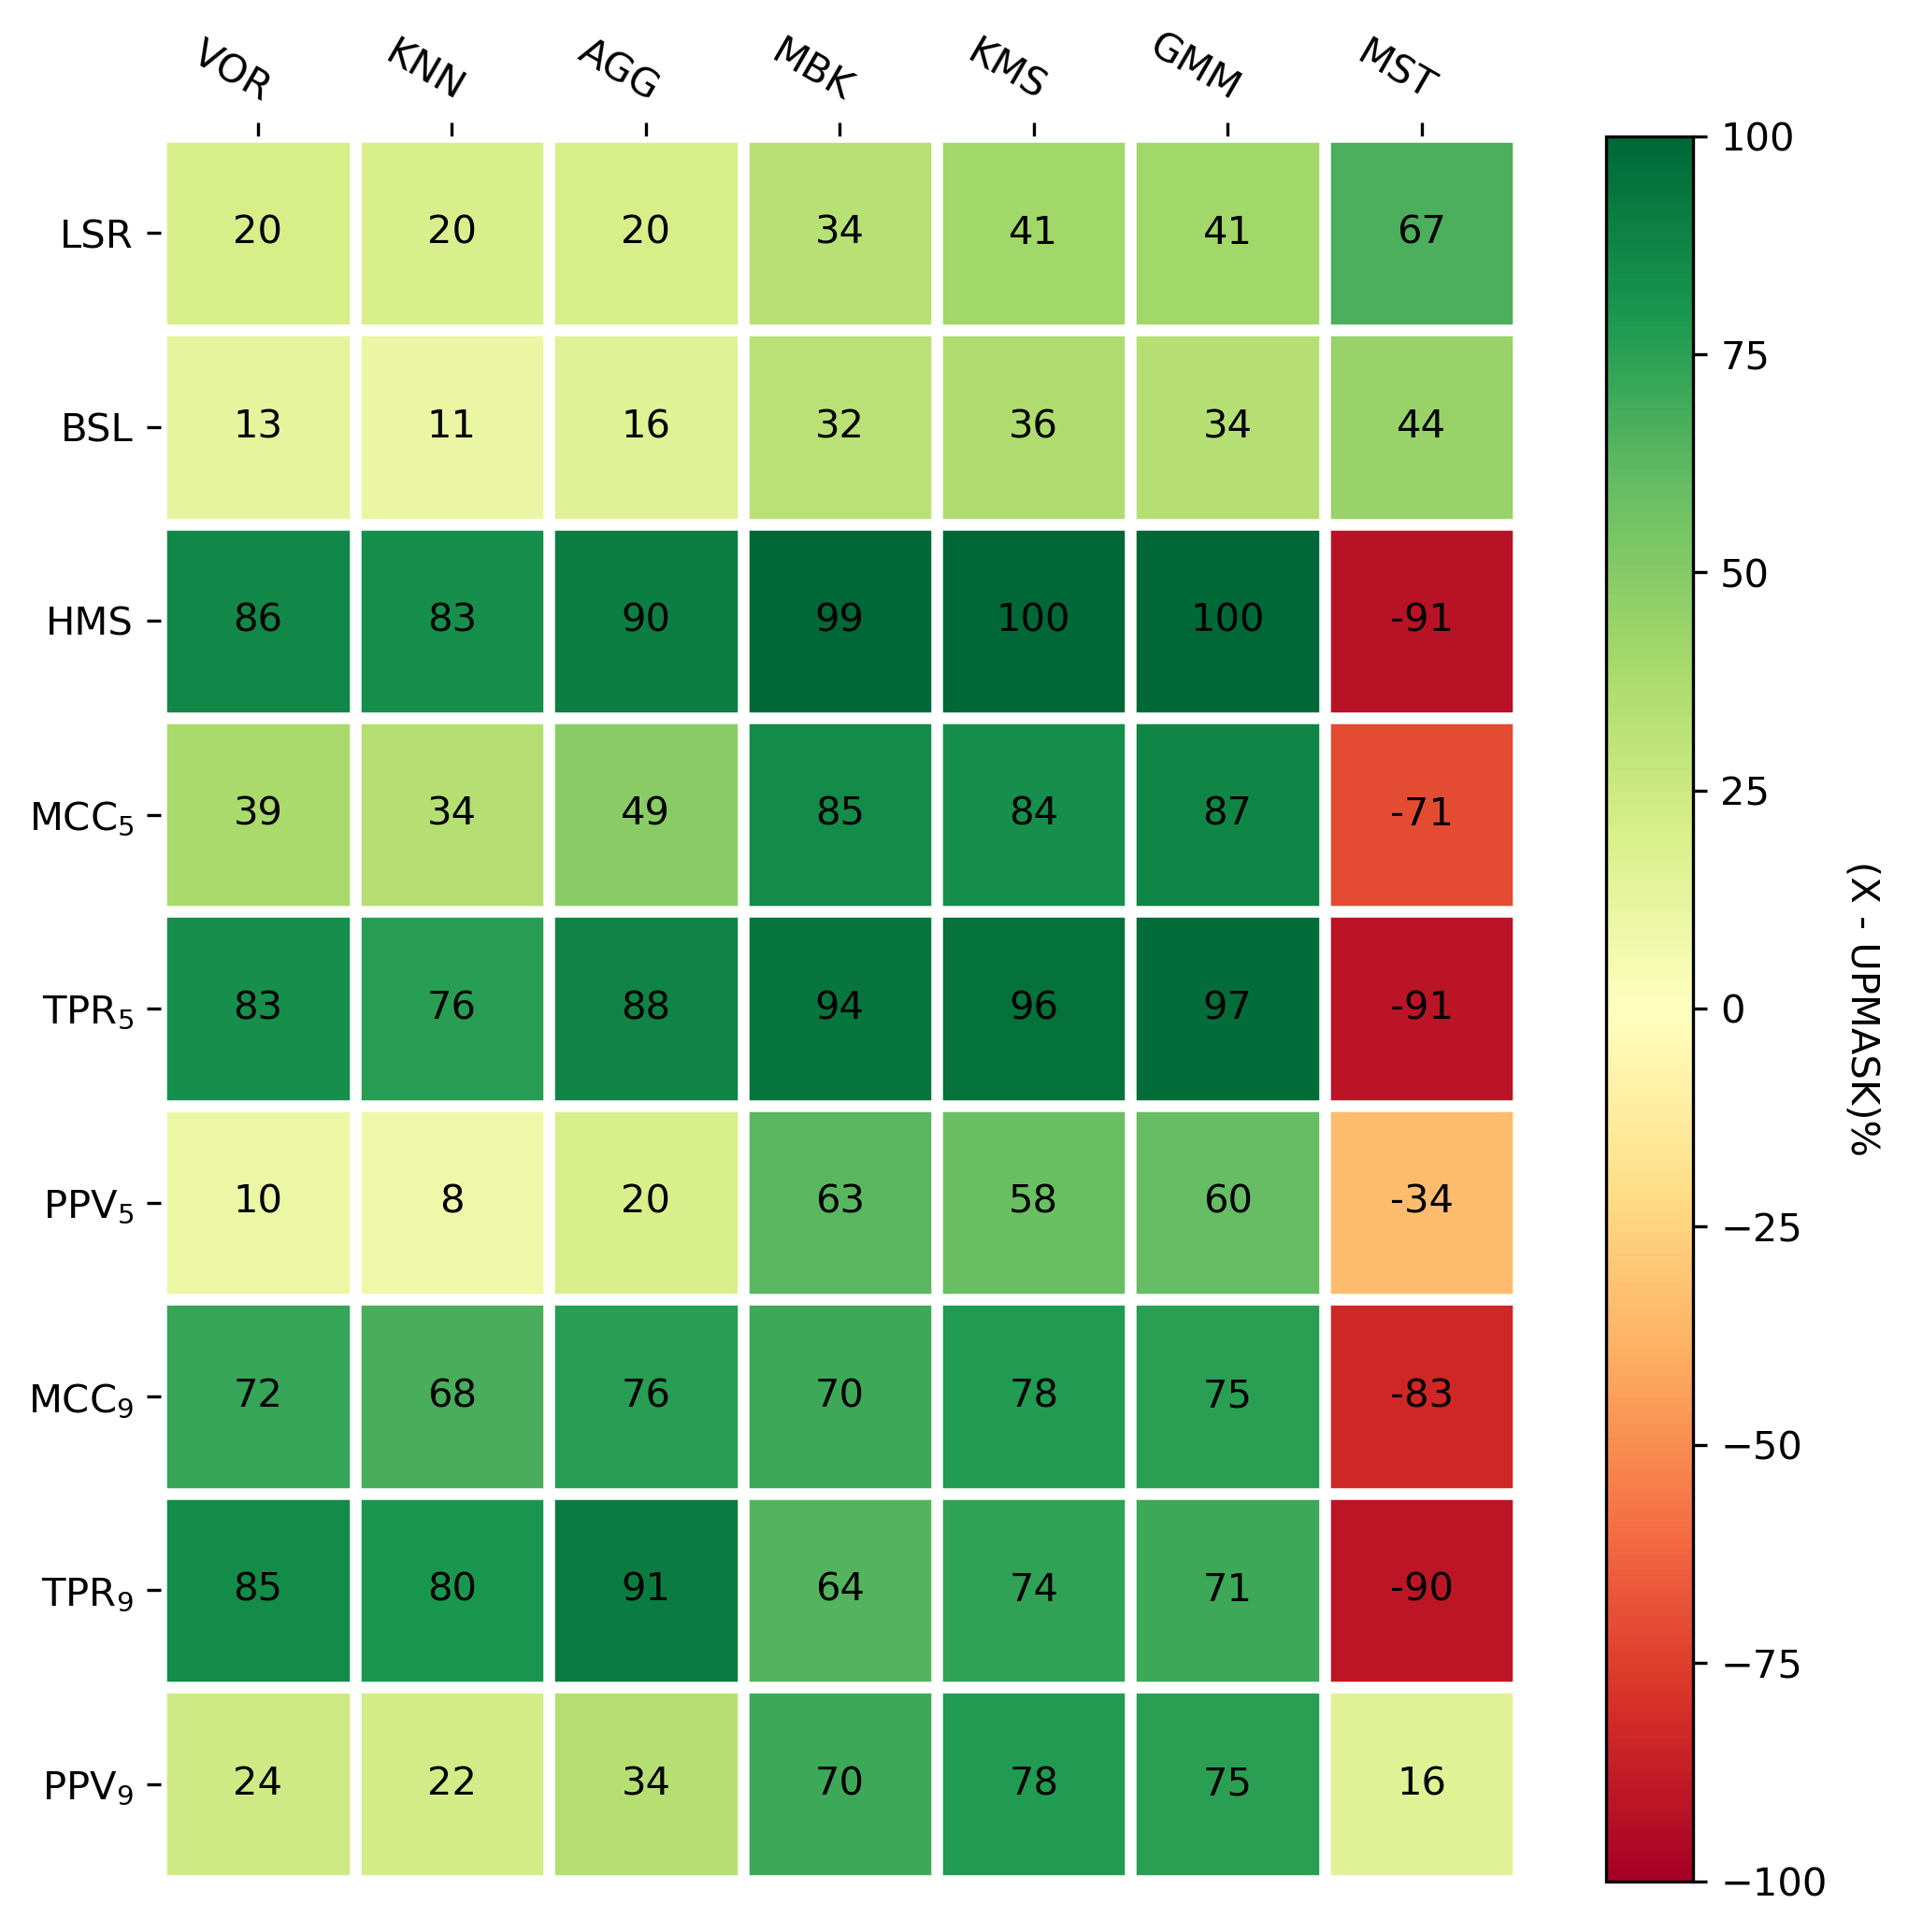 VOR KNN AGG MBK KMS GMM MST
LSR 20 20 20 34 41 41 67
BSL 13 11 16 32 36 34 44
HMS 86 83 90 99 100 100 -91
MCC₅ 39 34 49 85 84 87 -71
TPR₅ 83 76 88 94 96 97 -91
PPV₅ 10 8 20 63 58 60 -34
MCC₉ 72 68 76 70 78 75 -83
TPR₉ 85 80 91 64 74 71 -90
PPV₉ 24 22 34 70 78 75 16
100
75
50
25
0
−25
−50
−75
−100
(X - UPMASK)%